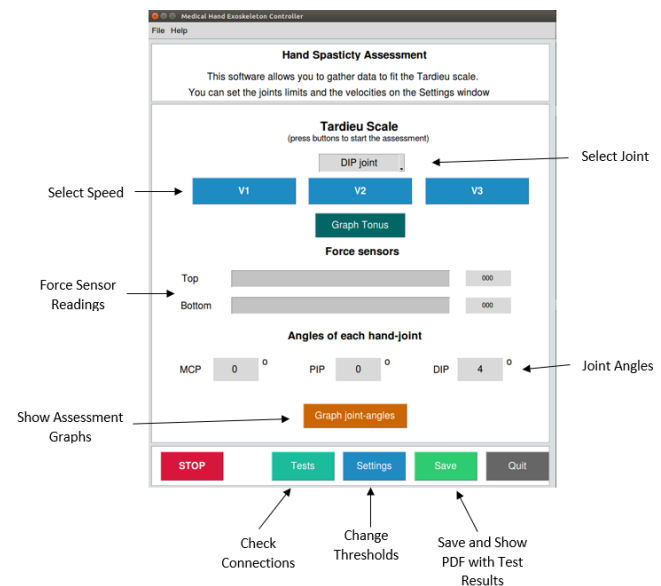 Medical Hand Exoskeleton Controller
File Help
Hand Spasticty Assessment
This software allows you to gather data to fit the Tardieu scale.
You can set the joints limits and the velocities on the Settings window
Tardieu Scale
(press buttons to start the assessment)
DIP joint
Select Joint
Select Speed
V1 V2 V3
Graph Tonus
Force sensors
Force Sensor
Readings
Top 000
Bottom 000
Angles of each hand-joint
MCP 0 o PIP 0 o DIP 4 o
Joint Angles
Show Assessment
Graphs
Graph joint-angles
STOP Tests Settings Save Quit
Check
Connections
Change
Thresholds
Save and Show
PDF with Test
Results